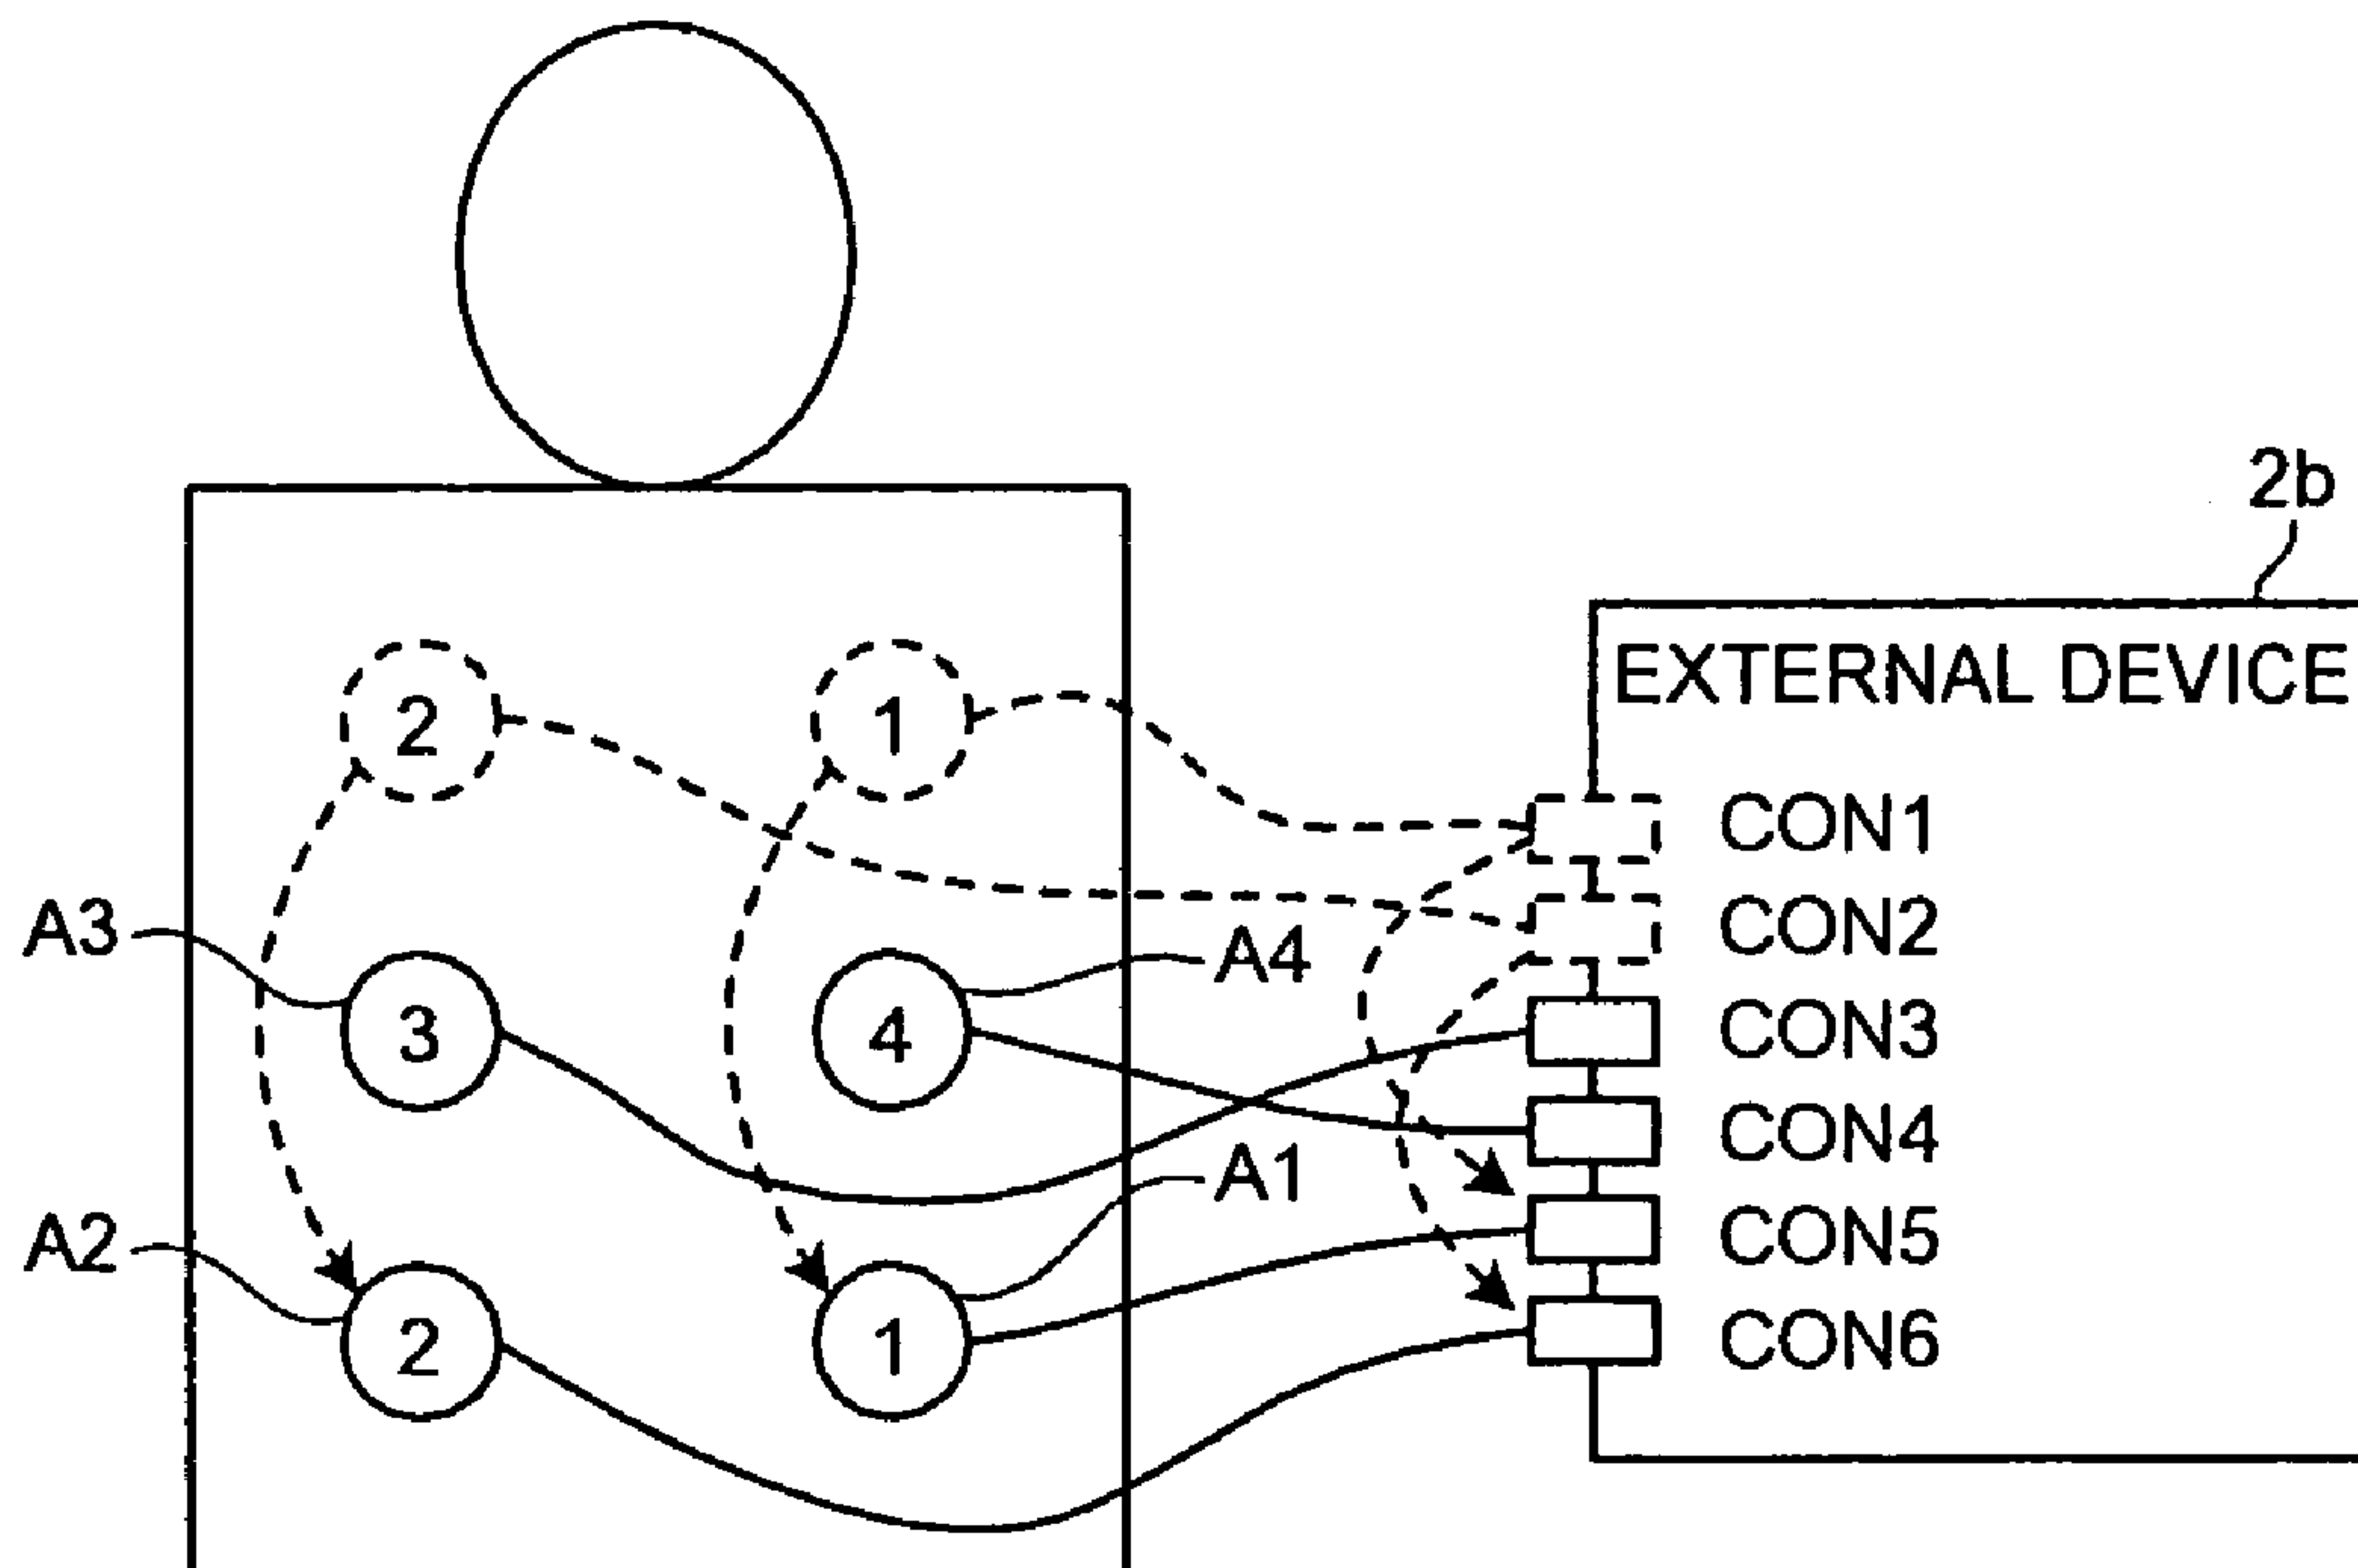 2b
EXTERNAL DEVICE
2 1
CON1
A3 A4 CON2
3 4 CON3
CON4
A1
A2 CON5
2 1 CON6